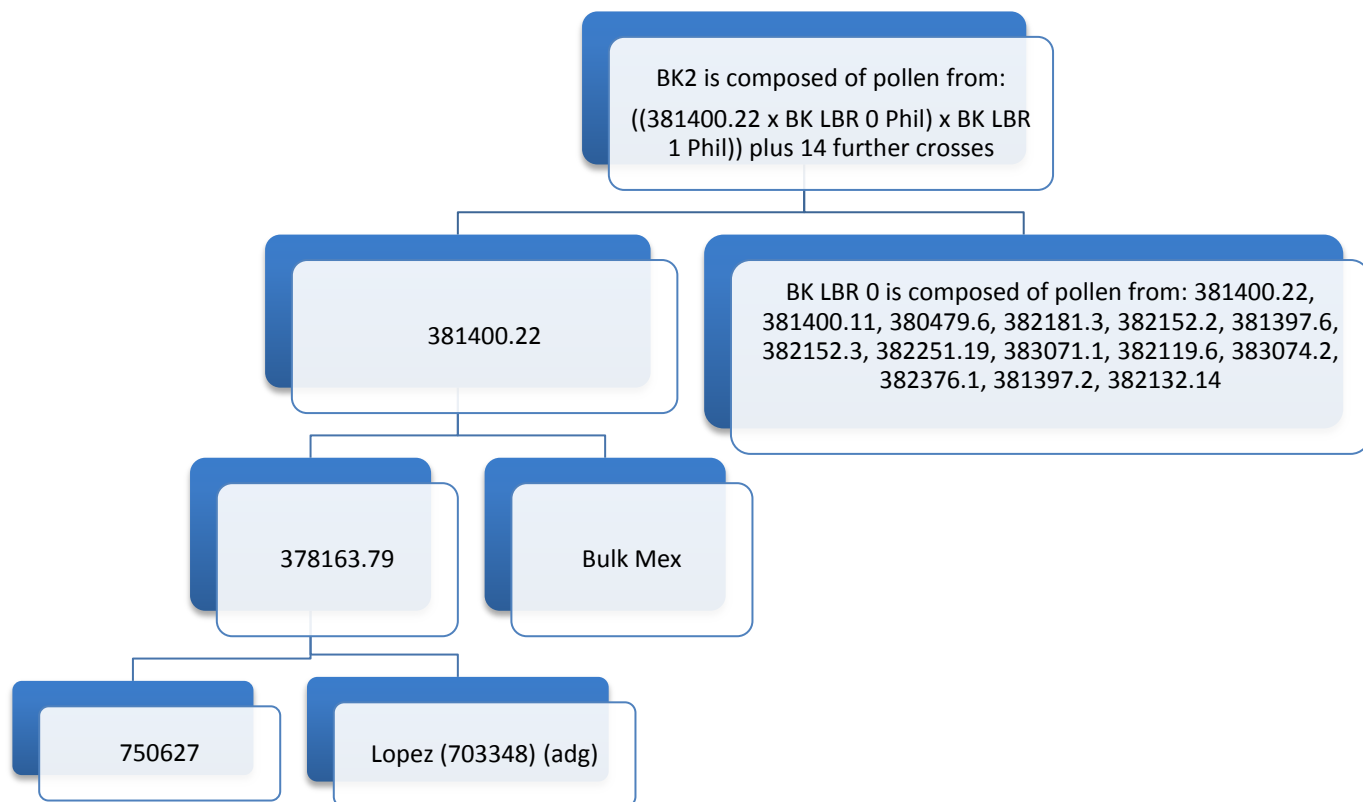 BK2 is composed of pollen from:
((381400.22 x BK LBR 0 Phil) x BK LBR
1 Phil)) plus 14 further crosses
381400.22
BK LBR 0 is composed of pollen from: 381400.22,
381400.11, 380479.6, 382181.3, 382152.2, 381397.6,
382152.3, 382251.19, 383071.1, 382119.6, 383074.2,
382376.1, 381397.2, 382132.14
378163.79
Bulk Mex
750627
Lopez (703348) (adg)